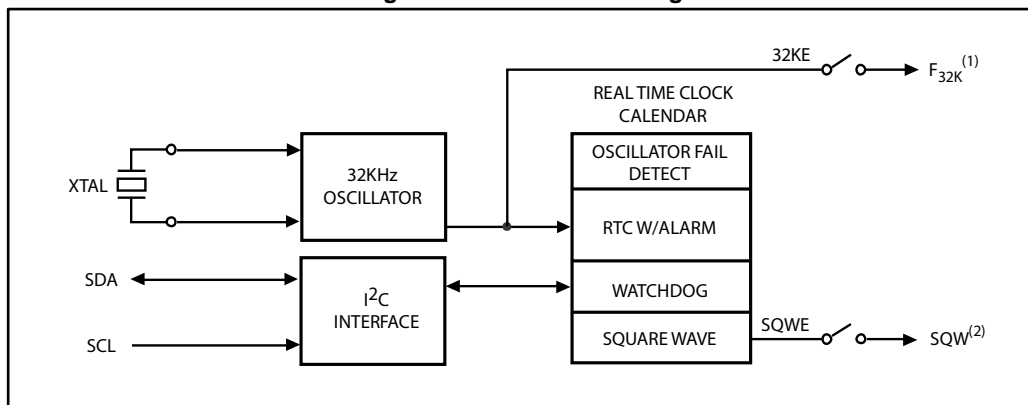 32KE
F32K(1)
REAL TIME CLOCK
CALENDAR
OSCILLATOR FAIL
DETECT
XTAL
32KHz
OSCILLATOR
RTC W/ALARM
SDA
I2C
INTERFACE
WATCHDOG
SCL
SQUARE WAVE
SQWE
SQW(2)